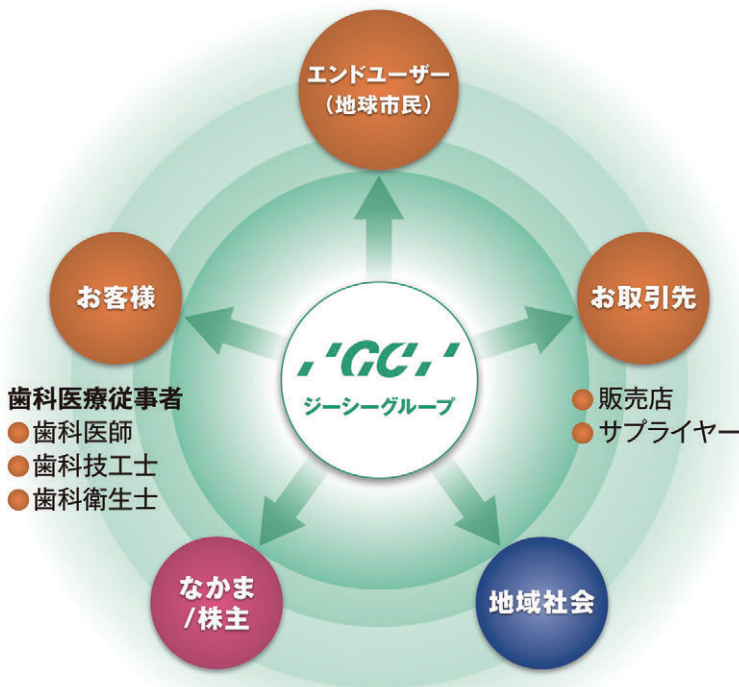 エンドユーザー
(地球市民)
お客様
お取引先
GC
ジーシーグループ
歯科医療従事者
歯科医師
歯科技工士
歯科衛生士
販売店
サプライヤー
なかま
/株主
地域社会